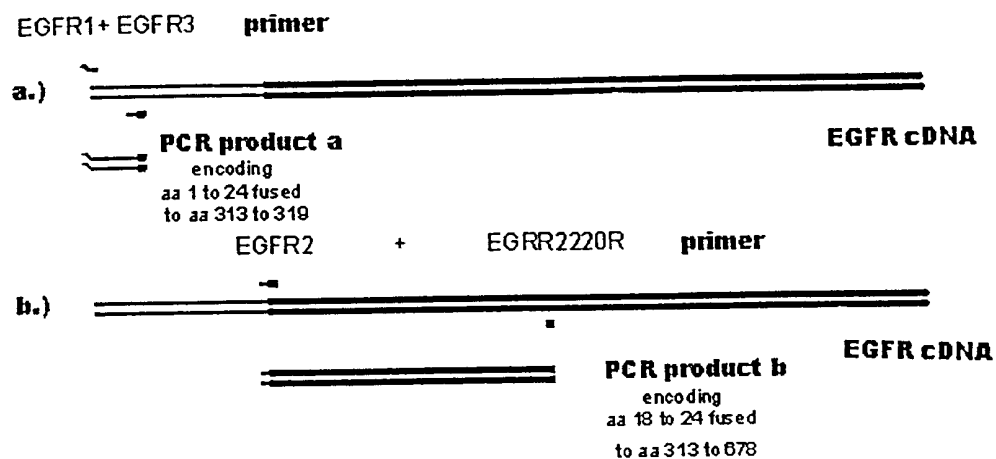 EGFR1+ EGFR3 primer
a.)
EGFR cDNA
PCR product a
encoding
aa 1 to 24 fused
to aa 313 to 319
EGFR2 + EGRR2220R primer
b.)
EGFR cDNA
PCR product b
encoding
aa 18 to 24 fused
to aa 313 to 678